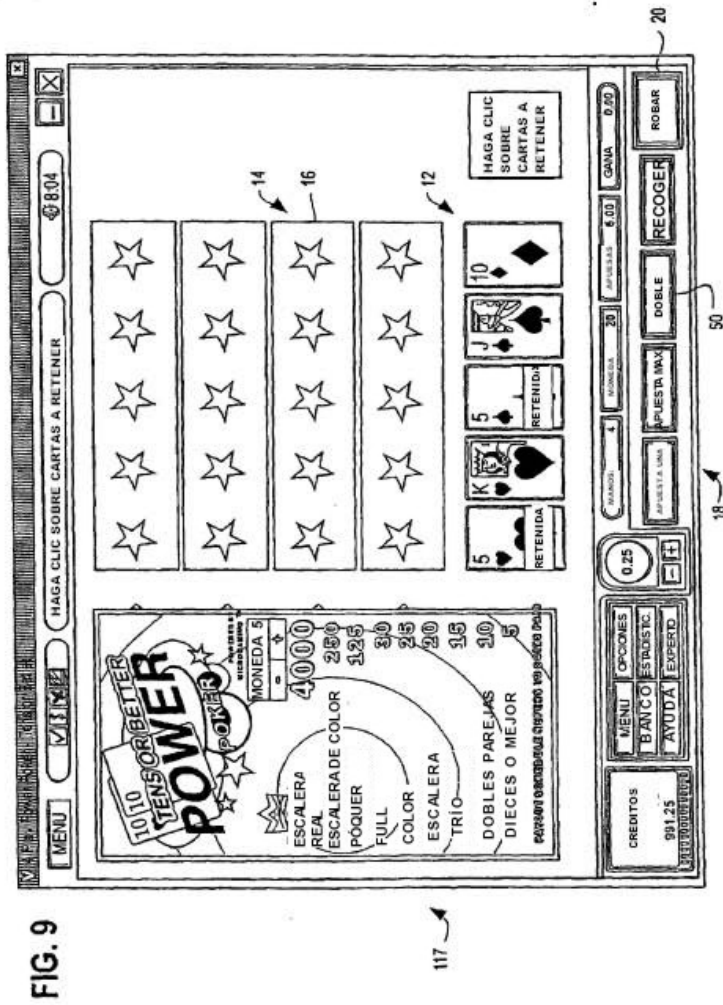 FIG. 9
MENU
HAGA CLIC SOBRE CARTAS A RETENER
8:04
10 10
TENS OR BETTER
POWER
POKER
MONEDA 5
- +
ESCALERA REAL 4000
ESCALERA DE COLOR 250
PÓQUER 125
FULL 30
COLOR 25
ESCALERA 20
TRÍO 15
DOBLES PAREJAS 10
DIECES O MEJOR 5
14
16
12
5 K 5 J 10
RETENIDA
RETENIDA
HAGA CLIC
SOBRE
CARTAS A
RETENER
CREDITOS
991.25
MENU OPCIONES
BANCO ESTADISTIC.
AYUDA EXPERTO
0.25
- +
MANOS: 4
MONEDA 20
APUESAS 6.00
GANA 0.00
APUESTA UNA
APUESTA MAX
DOBLE
RECOGER
ROBAR
117
18
50
20